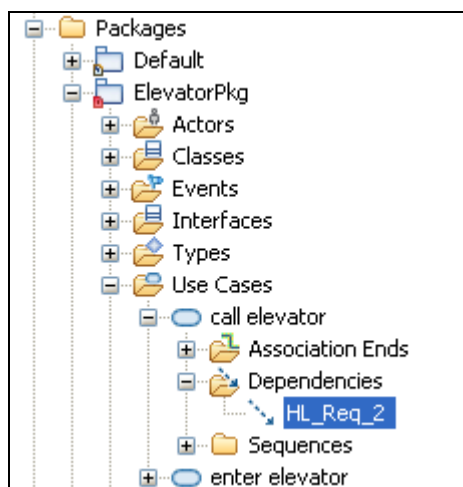 Packages
Default
ElevatorPkg
Actors
Classes
Events
Interfaces
Types
Use Cases
call elevator
Association Ends
Dependencies
HL_Req_2
Sequences
enter elevator